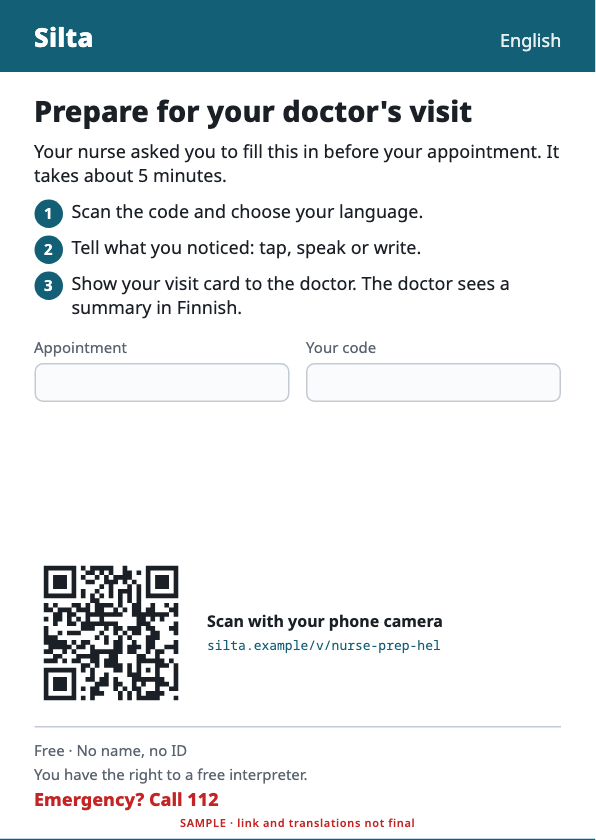 Silta
English
Prepare for your doctor's visit
Your nurse asked you to fill this in before your appointment. It
takes about 5 minutes.
1 Scan the code and choose your language.
2 Tell what you noticed: tap, speak or write.
3 Show your visit card to the doctor. The doctor sees a
summary in Finnish.
Appointment
Your code
Scan with your phone camera
silta.example/v/nurse-prep-hel
Free · No name, no ID
You have the right to a free interpreter.
Emergency? Call 112
SAMPLE · link and translations not final